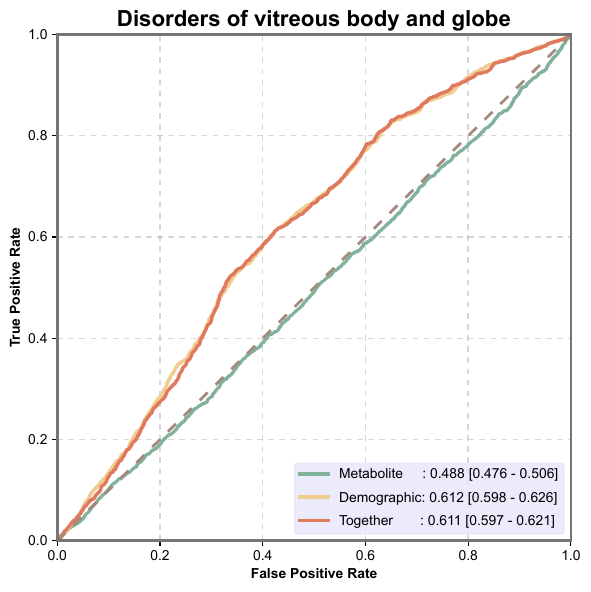 Disorders of vitreous body and globe
1.0
0.8
0.6
0.4
0.2
0.0
True Positive Rate
Metabolite : 0.488 [0.476 - 0.506]
Demographic: 0.612 [0.598 - 0.626]
Together : 0.611 [0.597 - 0.621]
0.0 0.2 0.4 0.6 0.8 1.0
False Positive Rate